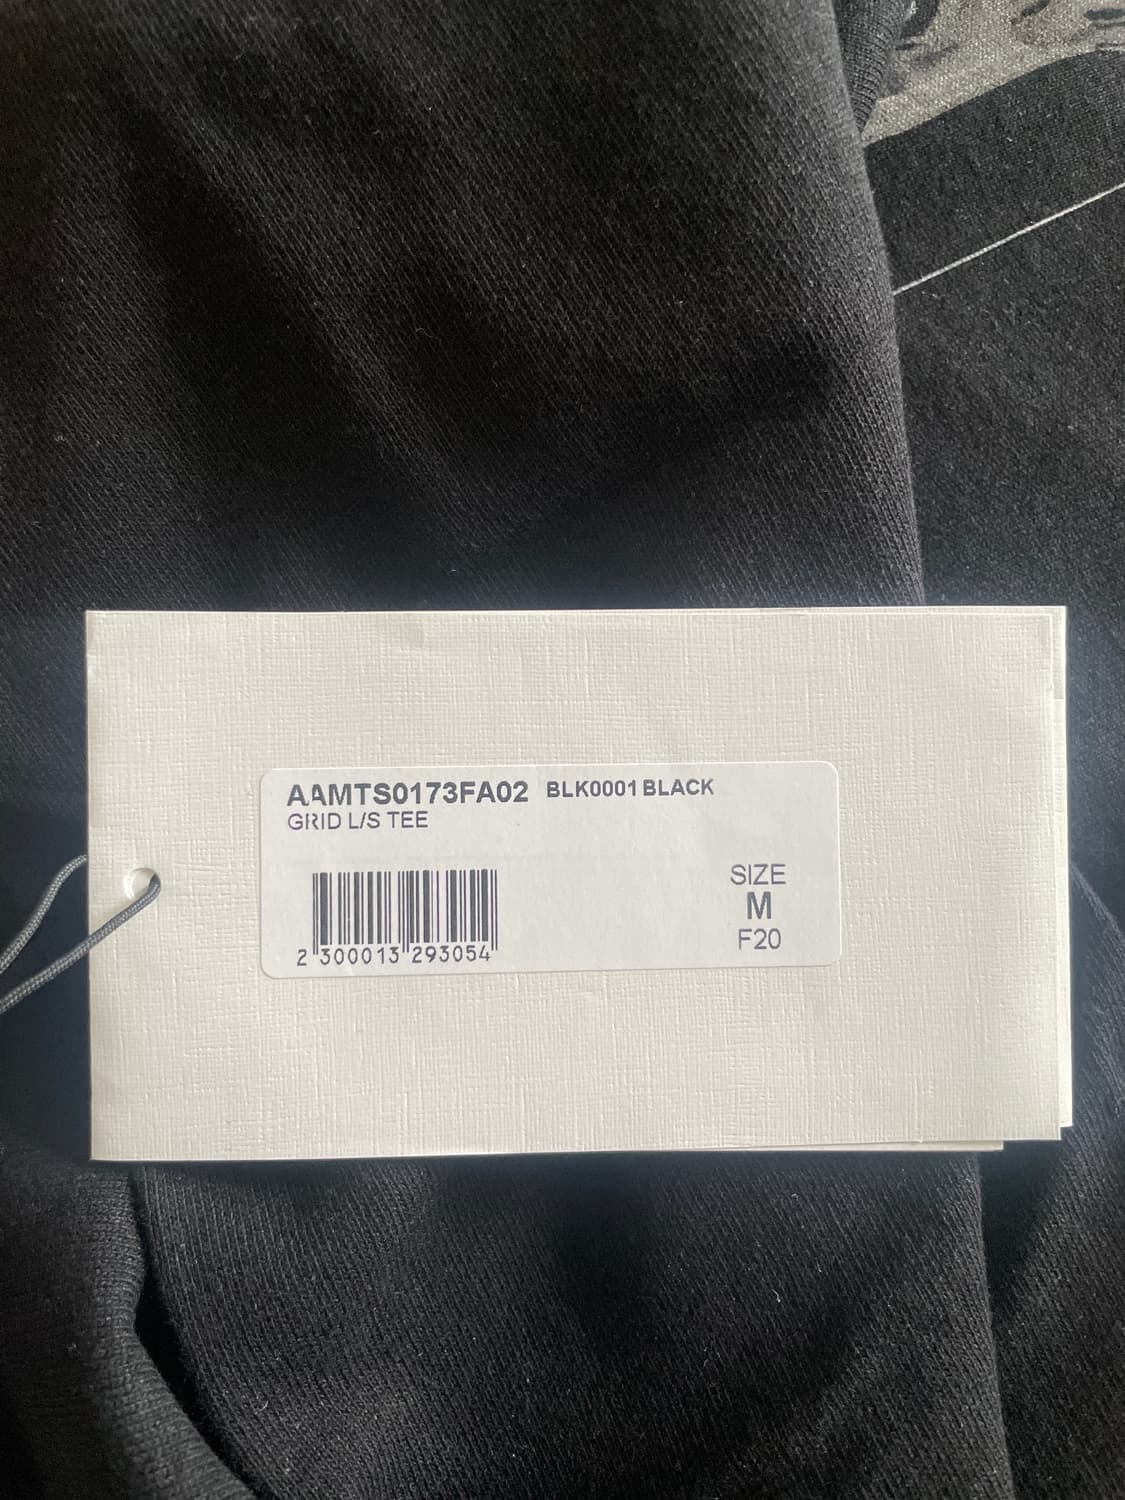 AAMTS0173FA02 BLK0001 BLACK
GRID L/S TEE
SIZE
M
F20
2 300013 293054